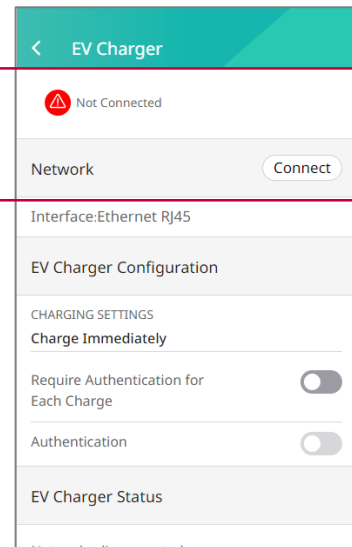 EV Charger
Not Connected
Network
Connect
Interface:Ethernet RJ45
EV Charger Configuration
CHARGING SETTINGS
Charge Immediately
Require Authentication for
Each Charge
Authentication
EV Charger Status